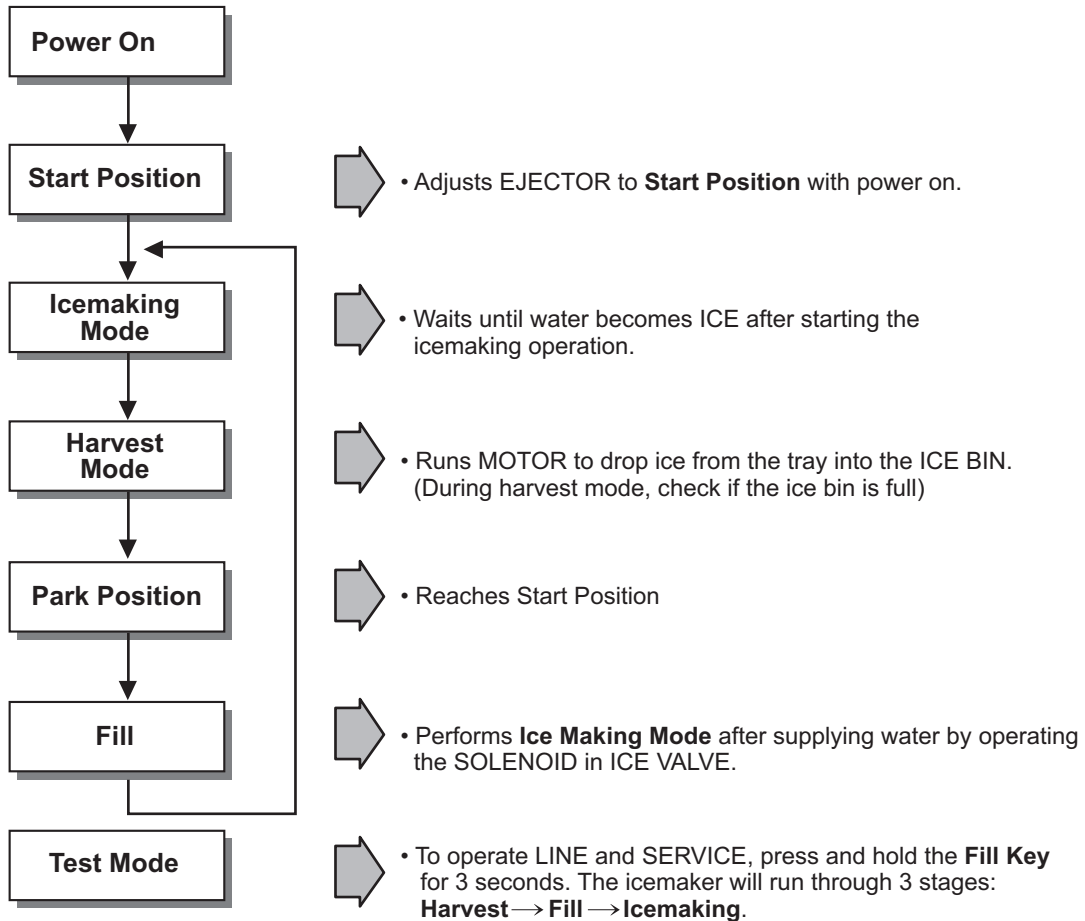 Power On
Start Position
• Adjusts EJECTOR to Start Position with power on.
Icemaking
Mode
• Waits until water becomes ICE after starting the
icemaking operation.
Harvest
Mode
• Runs MOTOR to drop ice from the tray into the ICE BIN.
(During harvest mode, check if the ice bin is full)
Park Position
• Reaches Start Position
Fill
• Performs Ice Making Mode after supplying water by operating
the SOLENOID in ICE VALVE.
Test Mode
• To operate LINE and SERVICE, press and hold the Fill Key
for 3 seconds. The icemaker will run through 3 stages:
Harvest → Fill → Icemaking.